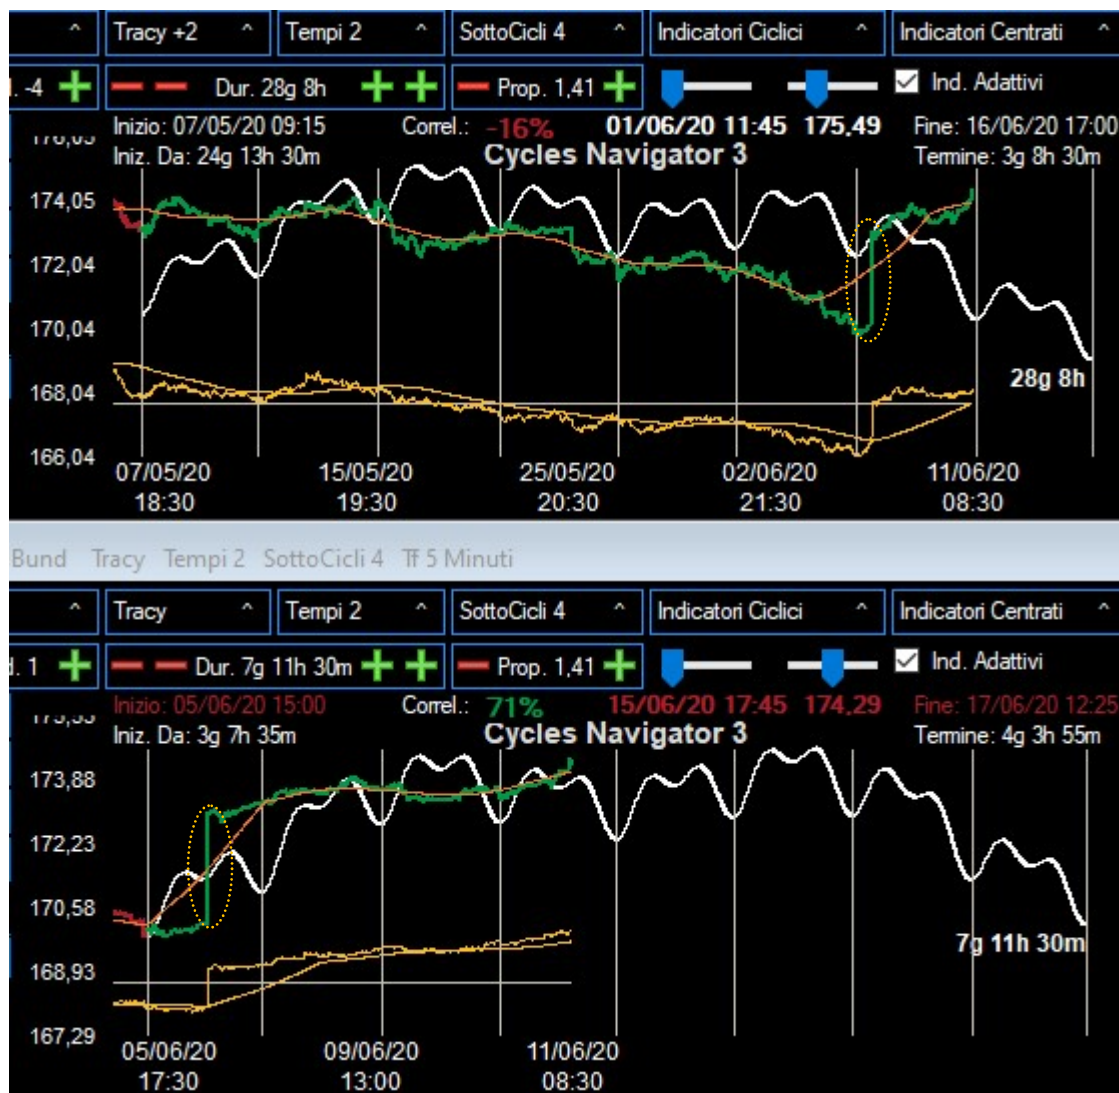 ^ Tracy +2 ^ Tempi 2 ^ SottoCicli 4 ^ Indicatori Ciclici ^ Indicatori Centrati ^
-4 Dur. 28g 8h Prop. 1,41 Ind. Adattivi
Inizio: 07/05/20 09:15 Correl.: -16% 01/06/20 11:45 175,49 Fine: 16/06/20 17:00
Iniz. Da: 24g 13h 30m Cycles Navigator 3 Termine: 3g 8h 30m
174,05
172,04
170,04
168,04
166,04
28g 8h
07/05/20 15/05/20 25/05/20 02/06/20 11/06/20
18:30 19:30 20:30 21:30 08:30
Bund Tracy Tempi 2 SottoCicli 4 Tf 5 Minuti
^ Tracy ^ Tempi 2 ^ SottoCicli 4 ^ Indicatori Ciclici ^ Indicatori Centrati ^
1 Dur. 7g 11h 30m Prop. 1,41 Ind. Adattivi
Inizio: 05/06/20 15:00 Correl.: 71% 15/06/20 17:45 174,29 Fine: 17/06/20 12:25
Iniz. Da: 3g 7h 35m Cycles Navigator 3 Termine: 4g 3h 55m
173,88
172,23
170,58
168,93
167,29
7g 11h 30m
05/06/20 09/06/20 11/06/20
17:30 13:00 08:30